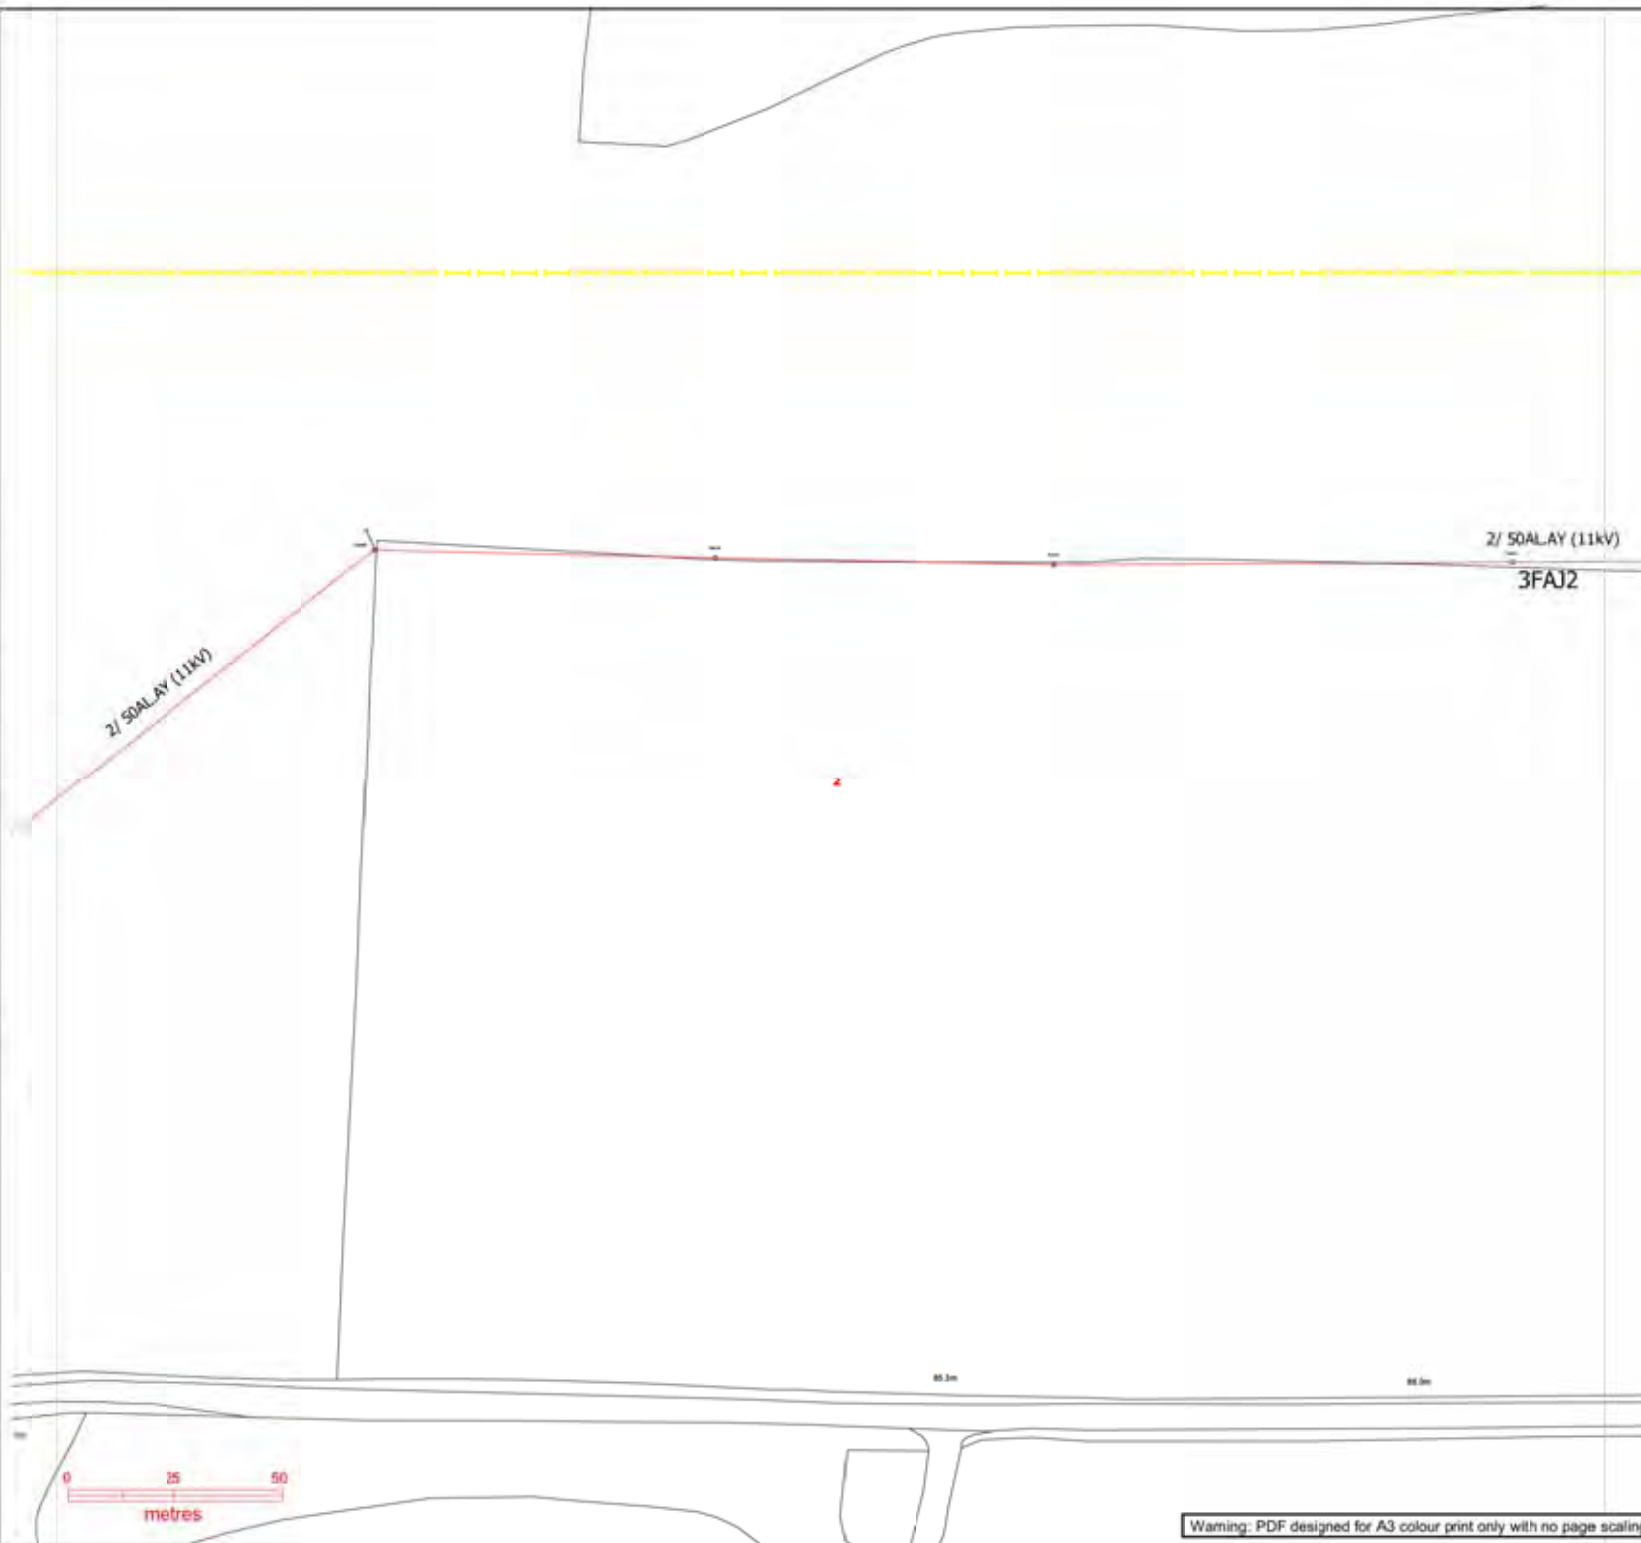 2/ 50AL.AY (11kV)
3FAJ2
2/ 50AL.AY (11kV)
0 25 50
metres
Warning: PDF designed for A3 colour print only with no page scaling